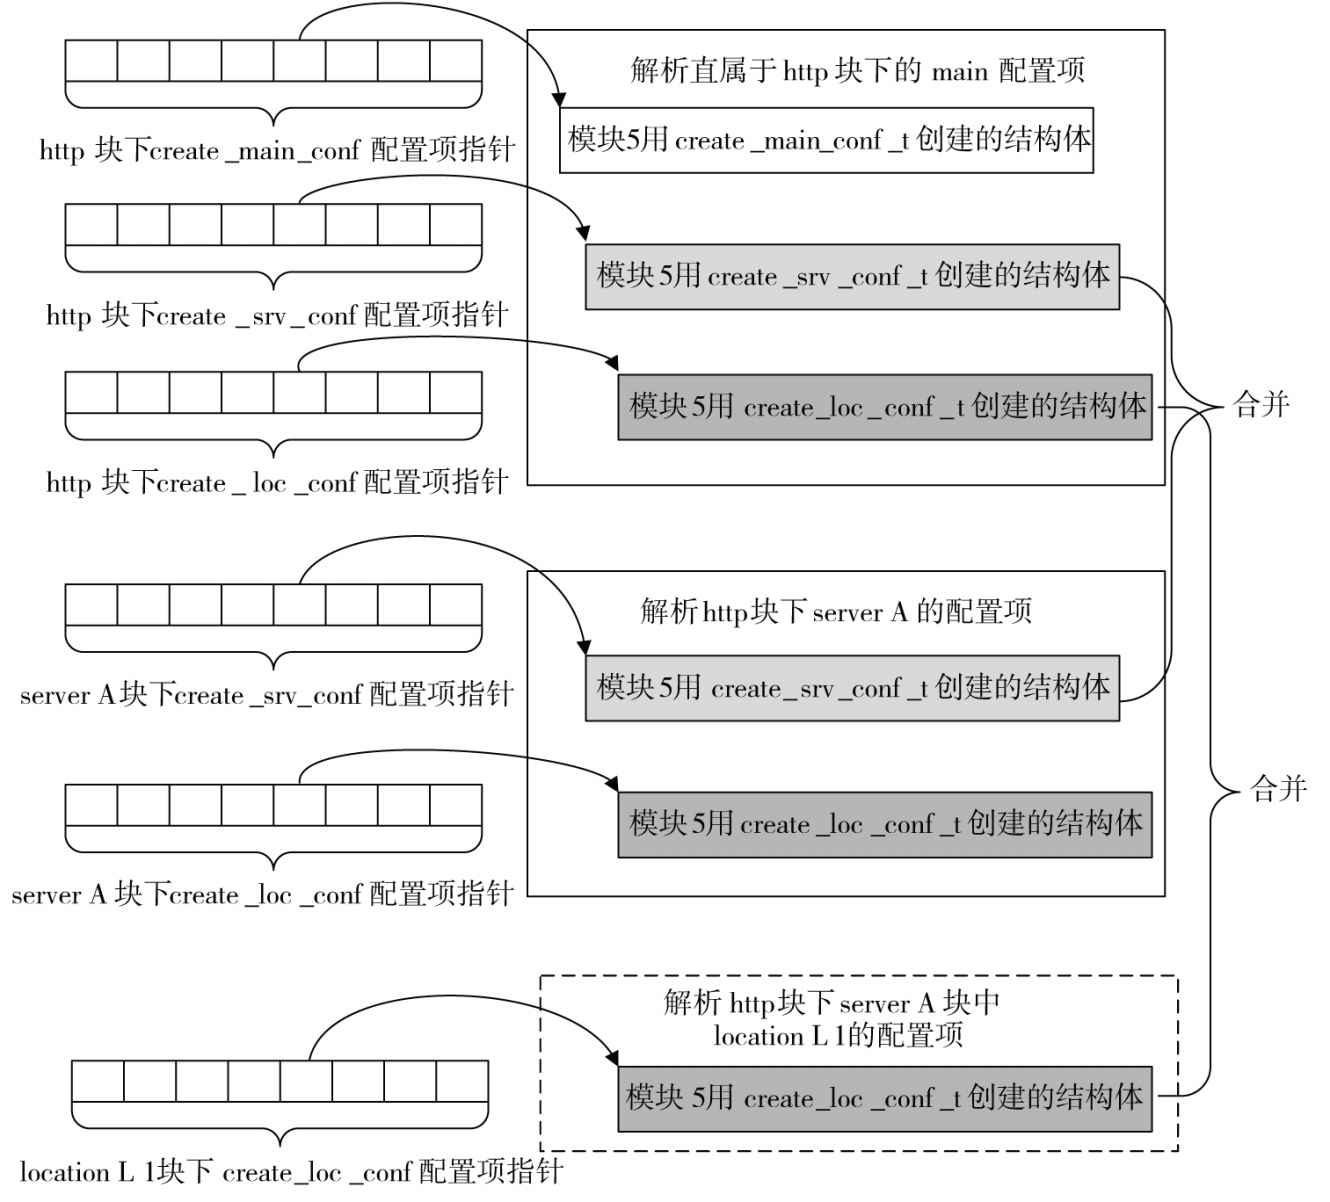 解析直属于 http 块下的 main 配置项
模块5用 create _main_conf _t 创建的结构体
http 块下create _main_conf 配置项指针
模块 5用 create _srv _conf _t 创建的结构体
http 块下create _ srv _conf 配置项指针
模块 5用 create_loc _conf _t 创建的结构体
合并
http 块下create _ loc _conf 配置项指针
解析 http块下 server A 的配置项
模块 5用 create_ srv _conf _t 创建的结构体
server A 块下create _srv_conf 配置项指针
合并
模块 5用 create _loc _conf _t 创建的结构体
server A 块下create _loc _conf 配置项指针
解析 http块下 server A 块中
location L 1的配置项
模块 5用 create_loc _conf _t 创建的结构体
location L 1块下 create_loc _conf 配置项指针